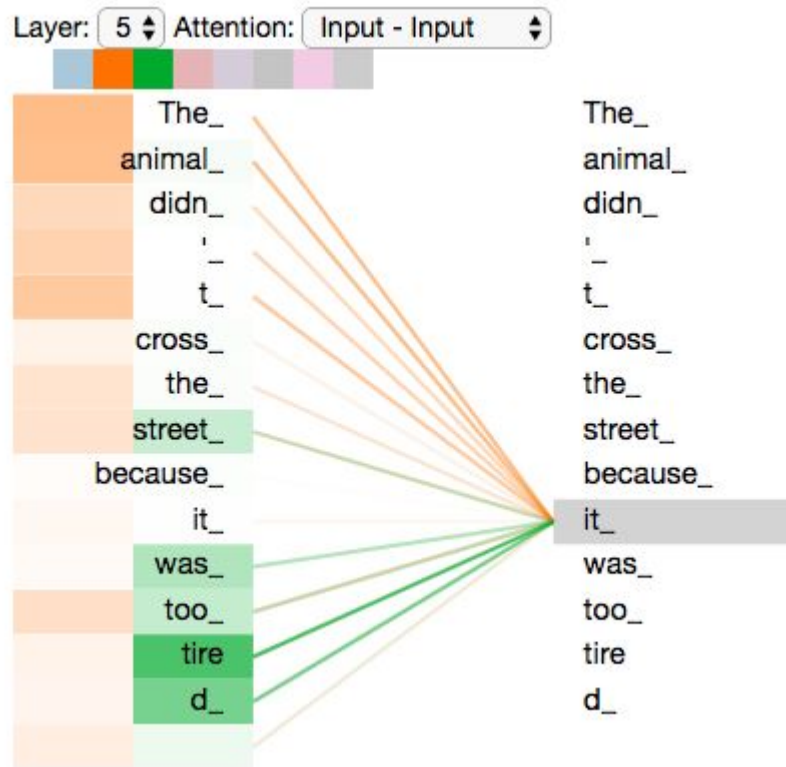 Layer: 5 Attention: Input - Input
The_ The_
animal_ animal_
didn_ didn_
'_ '_
t_ t_
cross_ cross_
the_ the_
street_ street_
because_ because_
it_ it_
was_ was_
too_ too_
tire tire
d_ d_